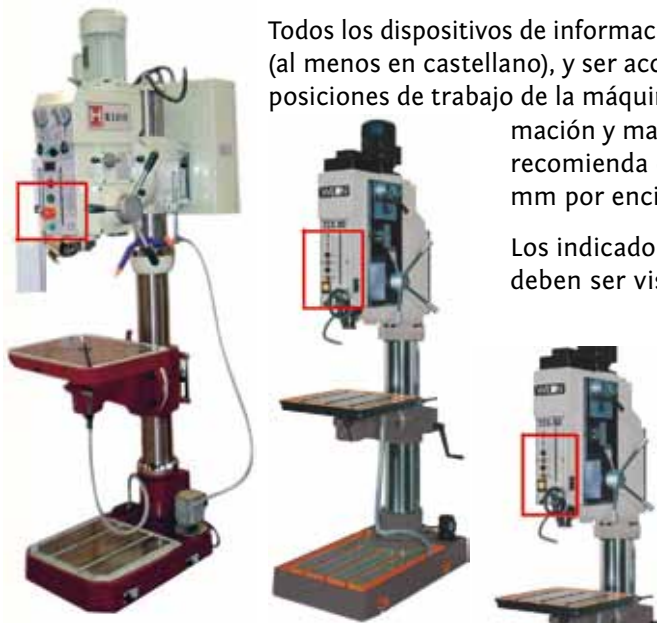 Todos los dispositivos de informac
(al menos en castellano), y ser acc
posiciones de trabajo de la máquin
mación y ma
recomienda
mm por enci
Los indicado
deben ser vis